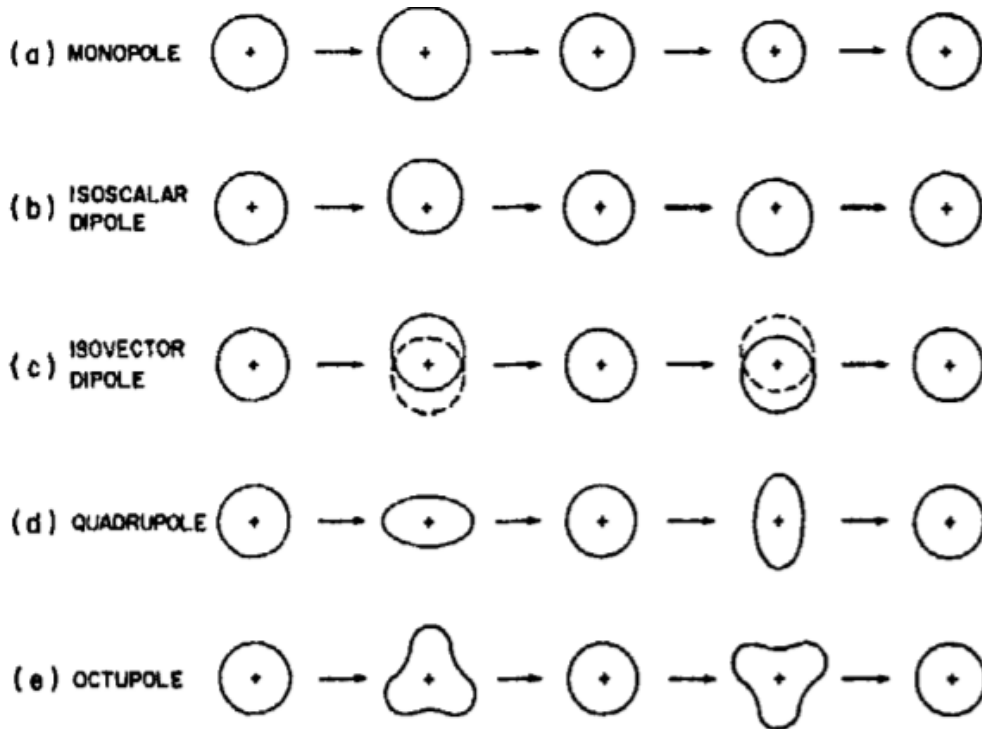 (a) MONOPOLE
(b) ISOSCALAR
DIPOLE
(c) ISOVECTOR
DIPOLE
(d) QUADRUPOLE
(e) OCTUPOLE